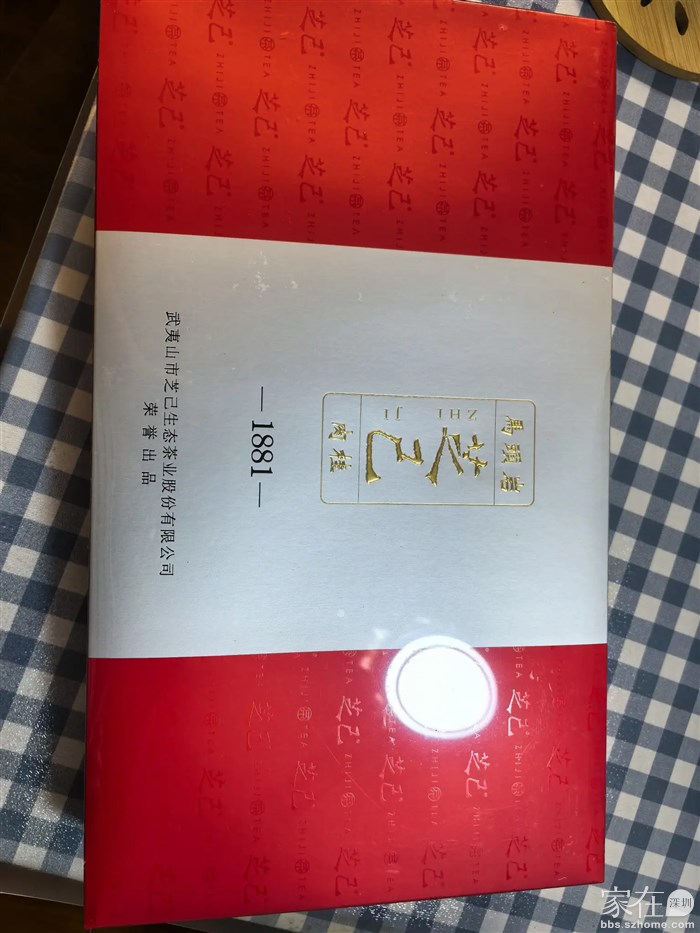 馬頭岩
ZHI JI
芝己
肉桂
—1881—
武夷山市芝己生态茶业股份有限公司
荣誉出品
芝己
ZHIJI TEA
家在深圳
bbs.szhome.com